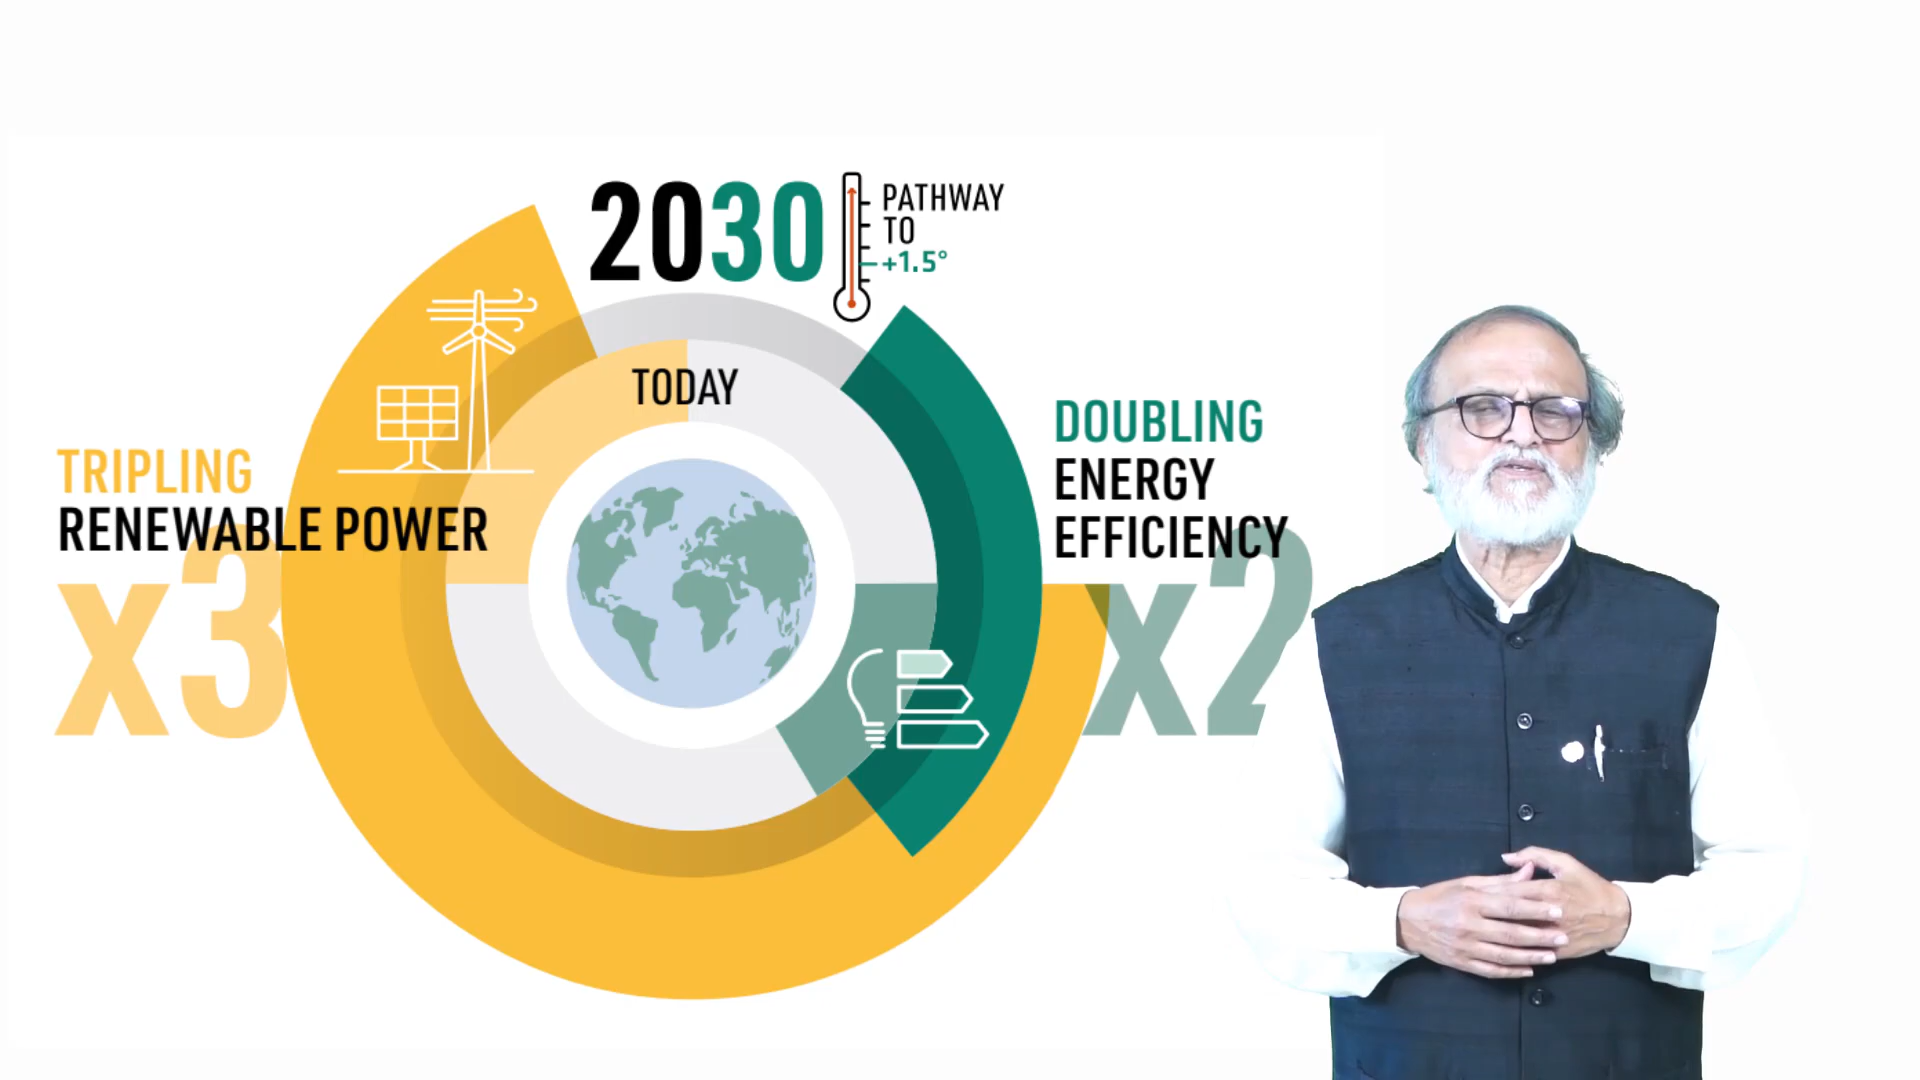 2030
PATHWAY
TO
+1.5°
TODAY
TRIPLING
RENEWABLE POWER
x3
DOUBLING
ENERGY
EFFICIENCY
x2